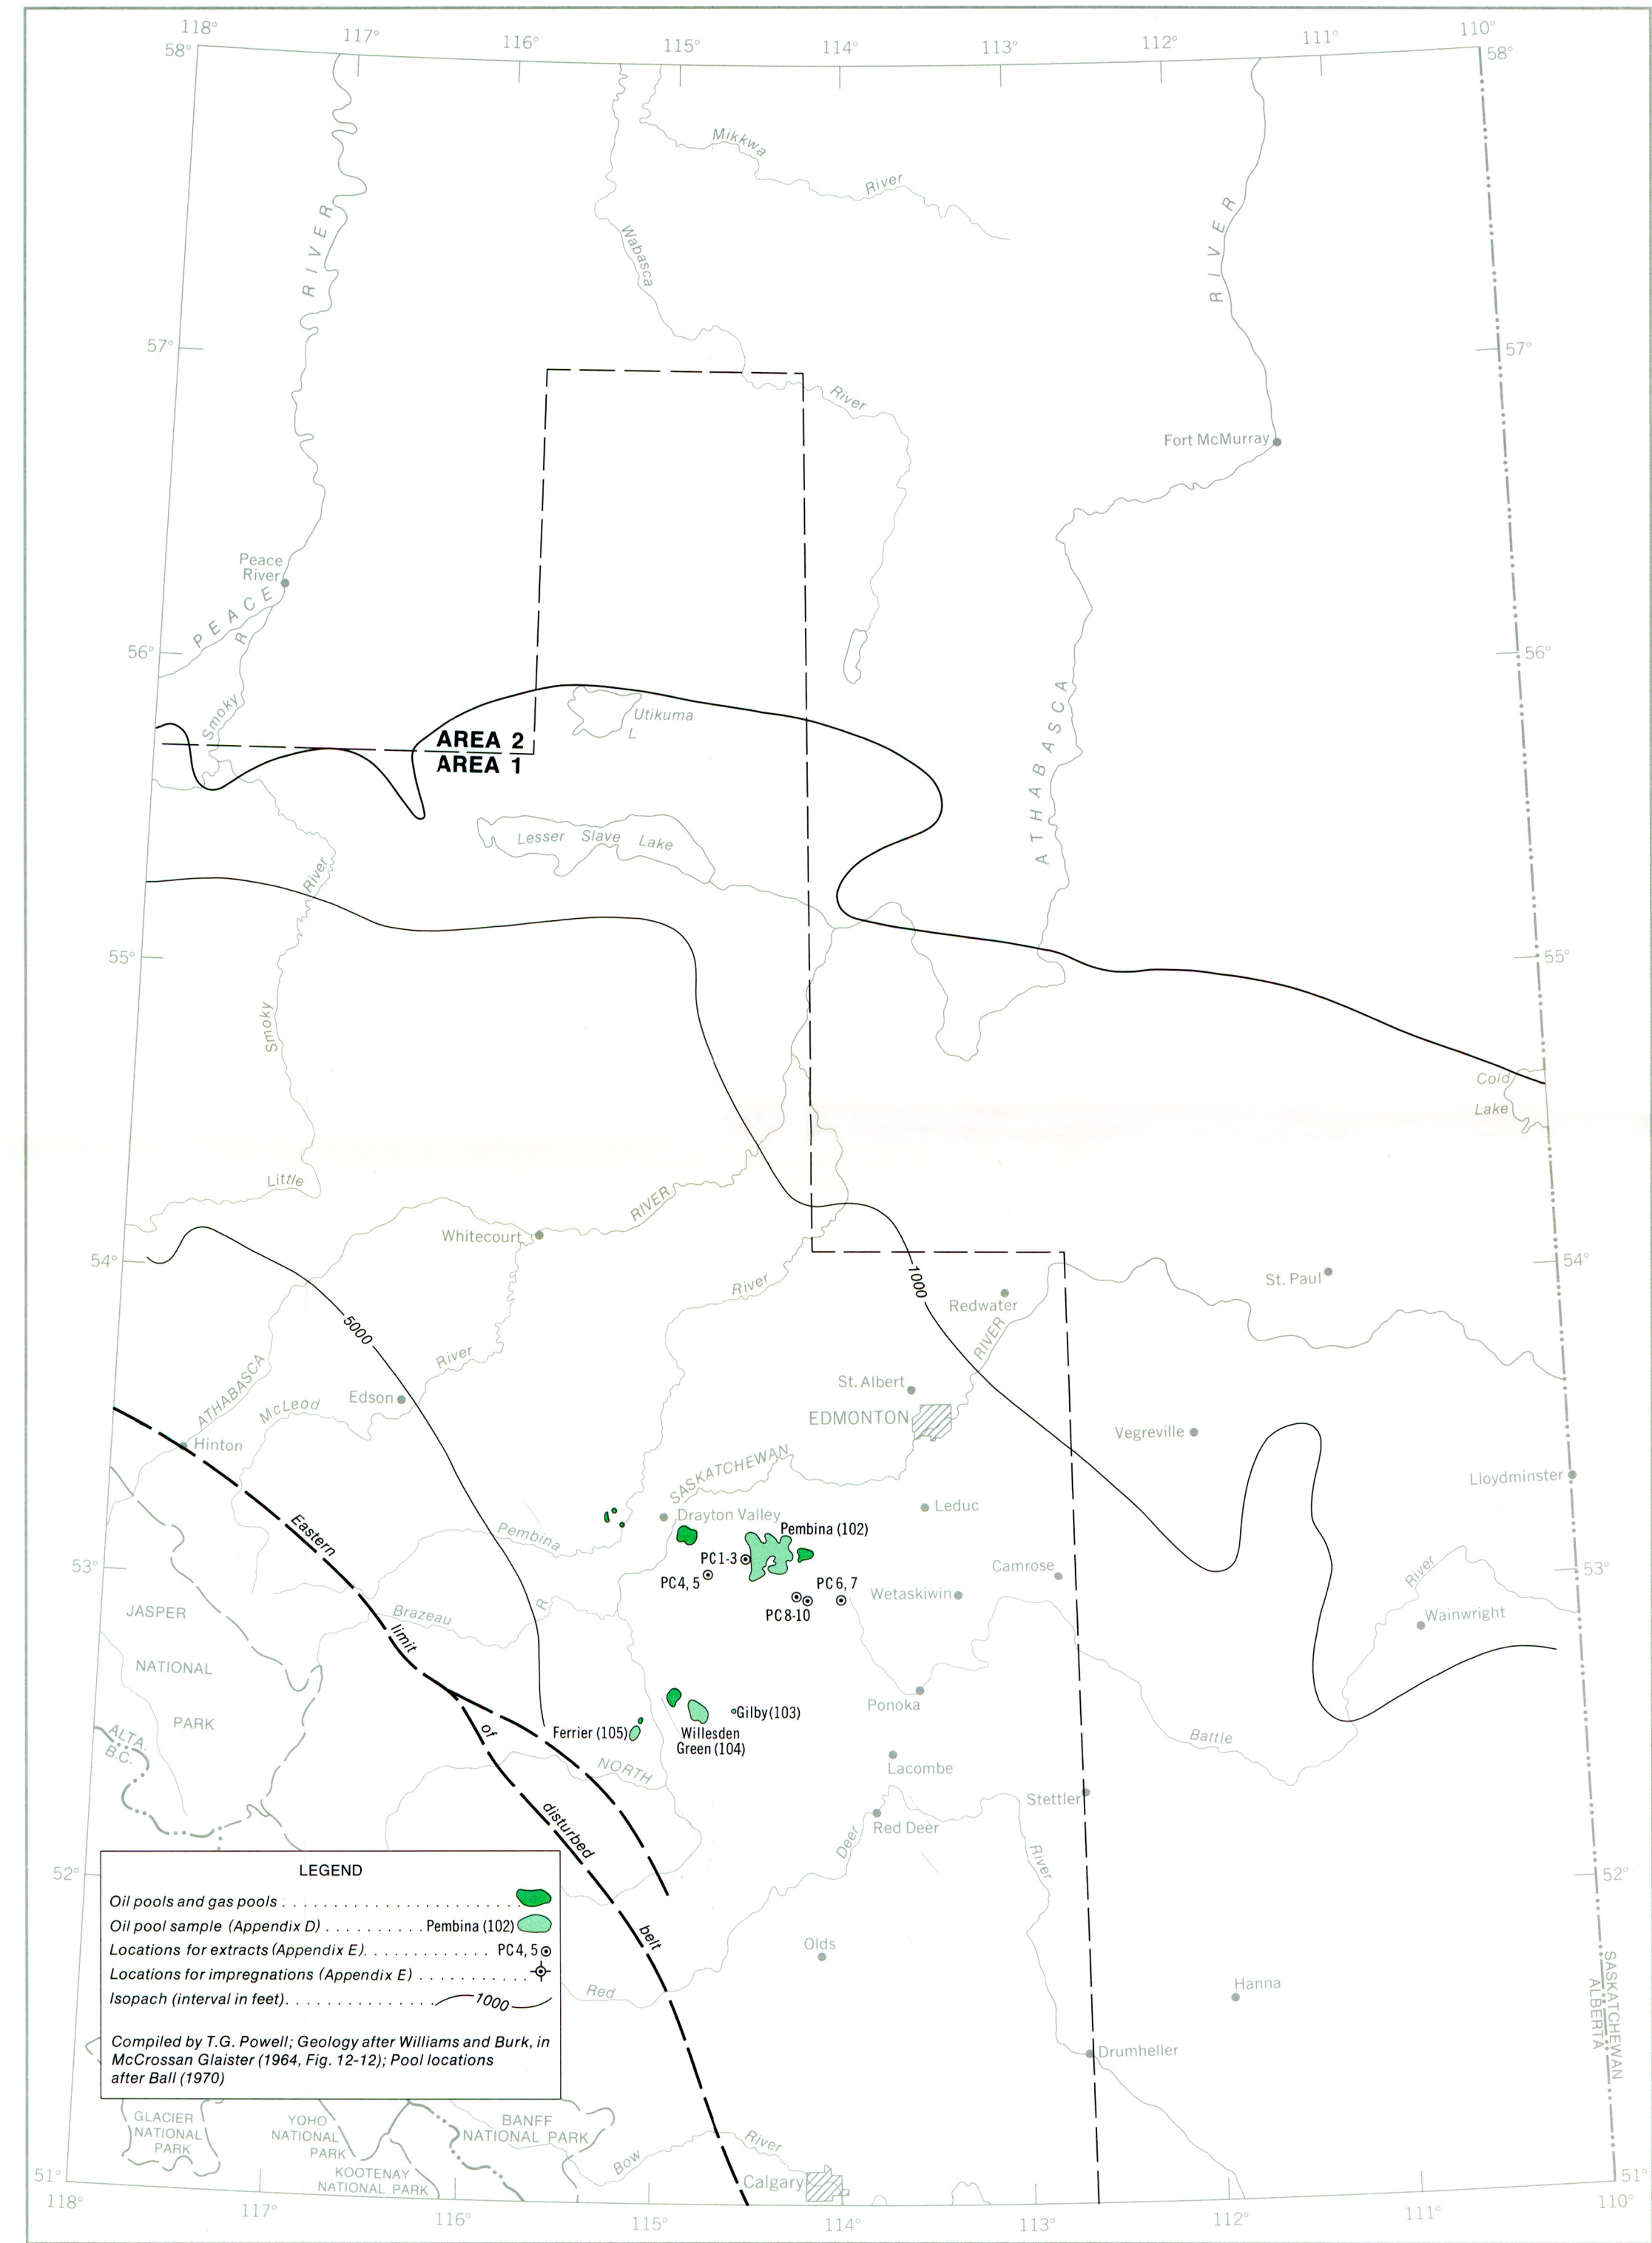 118°
117°
116°
115°
114°
113°
112°
111°
110°
58°
58°
Mikkwa
River
RIVER
Wabasca
RIVER
57°
57°
River
Fort McMurray
Peace
River
PEACE
R
56°
56°
Smoky
Utikuma
L
AREA 2
AREA 1
ATHABASCA
Lesser Slave Lake
River
55°
55°
Smoky
Cold
Lake
Little
RIVER
Whitecourt
54°
54°
River
1000
St. Paul
Redwater
5000
RIVER
River
ATHABASCA
McLeod
Edson
St. Albert
EDMONTON
Hinton
Vegreville
SASKATCHEWAN
Lloydminster
Drayton Valley
Leduc
Eastern
Pembina
Pembina (102)
PC1-3
53°
53°
PC4, 5
PC 6, 7
Camrose
River
Wetaskiwin
PC8-10
JASPER
Brazeau
R
Wainwright
limit
NATIONAL
Ponoka
PARK
Gilby (103)
Ferrier (105)
Willesden
Green (104)
of
Battle
ALTA.
B.C.
NORTH
Lacombe
Stettler
disturbed
Deer
Red Deer
River
52°
52°
LEGEND
Oil pools and gas pools
Oil pool sample (Appendix D) Pembina (102)
Locations for extracts (Appendix E) PC4, 5
Locations for impregnations (Appendix E)
Isopach (interval in feet) 1000
Compiled by T.G. Powell; Geology after Williams and Burk, in
McCrossan Glaister (1964, Fig. 12-12); Pool locations
after Ball (1970)
belt
Olds
Red
Hanna
SASKATCHEWAN
ALBERTA
Drumheller
GLACIER
NATIONAL
PARK
YOHO
NATIONAL
PARK
BANFF
NATIONAL PARK
KOOTENAY
NATIONAL PARK
Bow
River
Calgary
51°
51°
118°
117°
116°
115°
114°
113°
112°
111°
110°